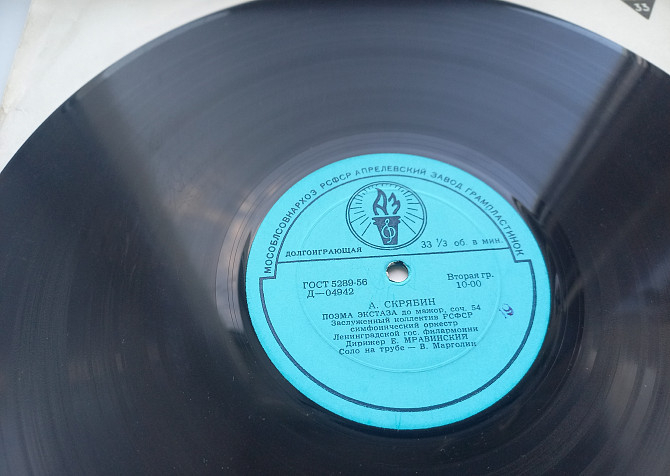 33
МОСОБЛСОВНАРХОЗ РСФСР АПРЕЛЕВСКИЙ ЗАВОД ГРАМПЛАСТИНОК
АЗ
ДОЛГОИГРАЮЩАЯ 33 1/3 об. в мин.
ГОСТ 5289-56 Вторая гр.
Д—04942 10-00
А. СКРЯБИН
ПОЭМА ЭКСТАЗА до мажор, соч. 54
Заслуженный коллектив РСФСР
симфонический оркестр
Ленинградской гос. филармонии
Дирижер Е. МРАВИНСКИЙ
Соло на трубе — В. Марголин